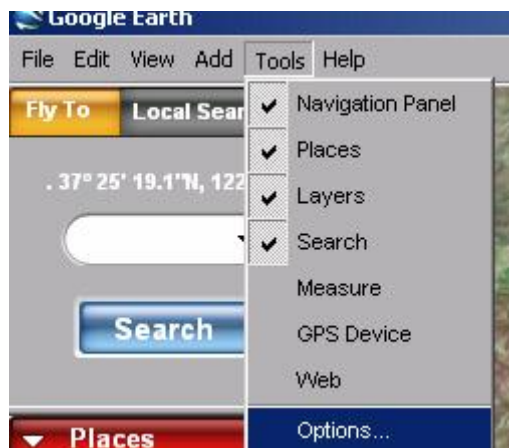 Google Earth
File Edit View Add Tools Help
Fly To Local Sear
. 37° 25' 19.1"N, 122
Search
Places
Navigation Panel
Places
Layers
Search
Measure
GPS Device
Web
Options...